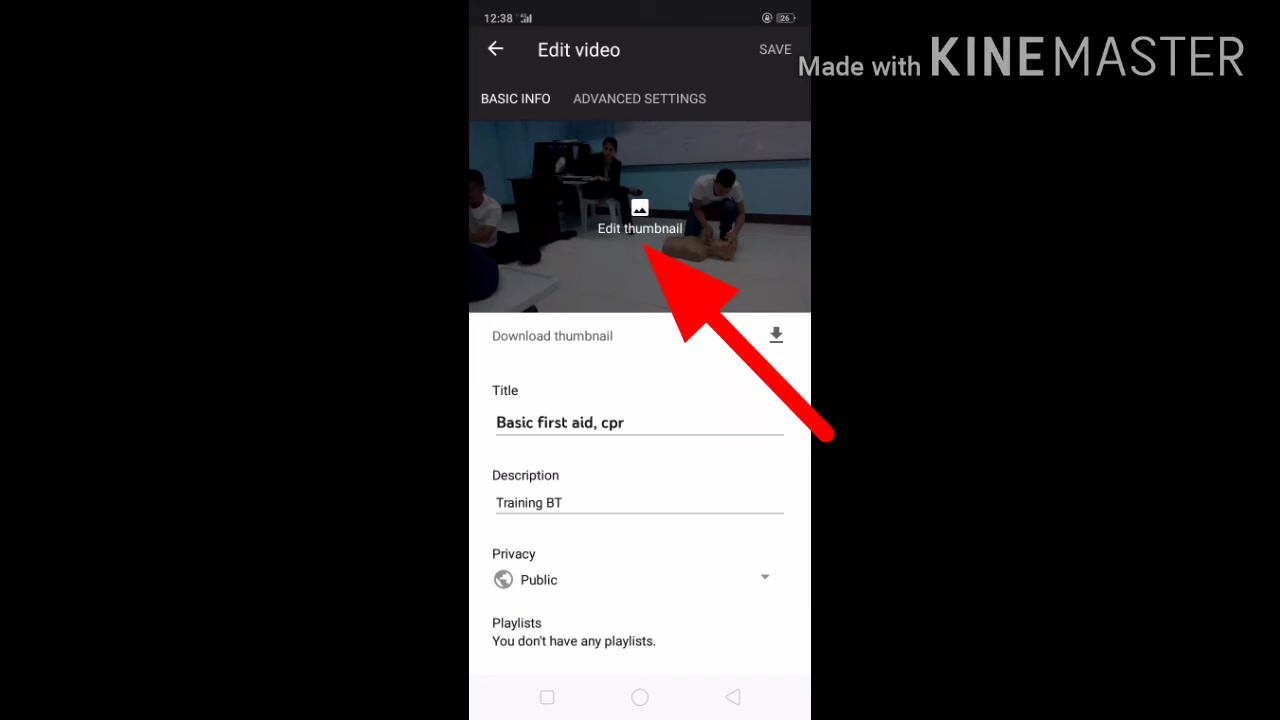 12:38
26
Edit video
SAVE
Made with KINEMASTER
BASIC INFO
ADVANCED SETTINGS
Edit thumbnail
Download thumbnail
Title
Basic first aid, cpr
Description
Training BT
Privacy
Public
Playlists
You don't have any playlists.